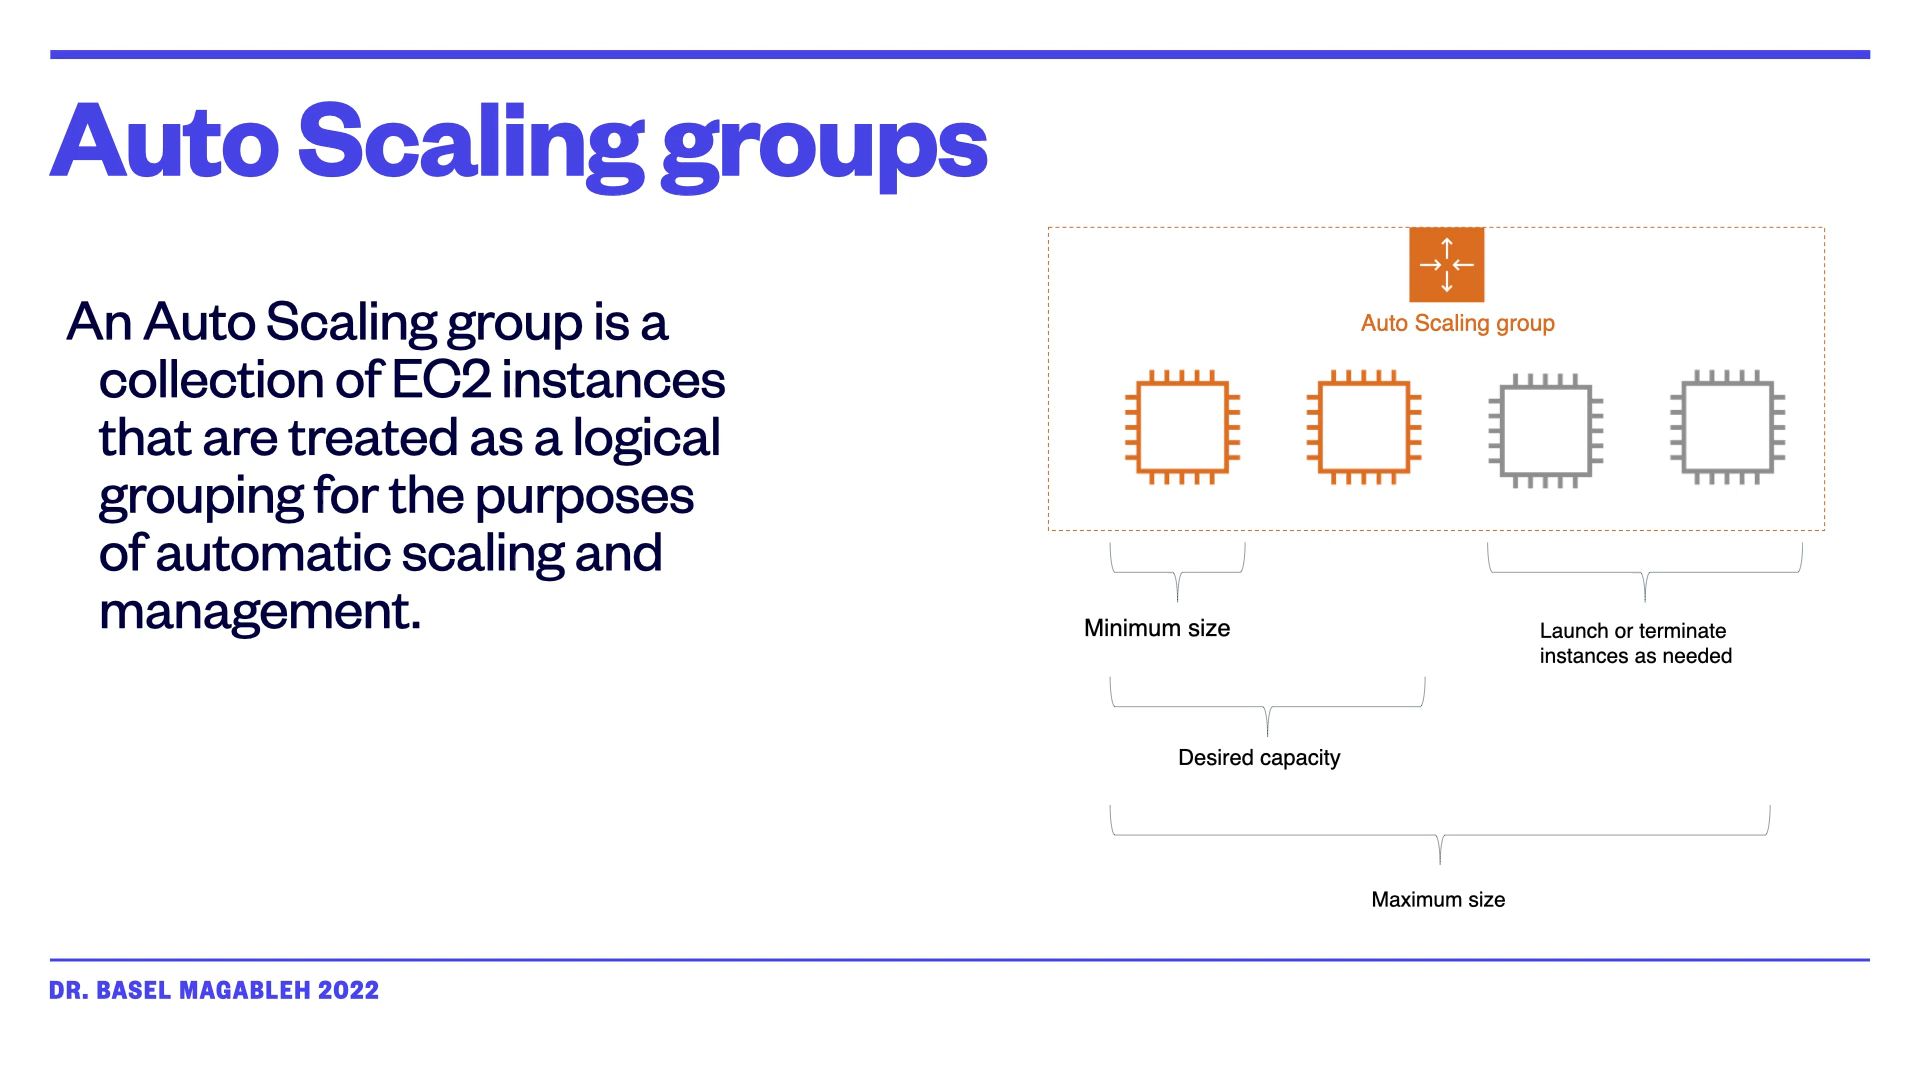 Auto Scaling groups
An Auto Scaling group is a
collection of EC2 instances
that are treated as a logical
grouping for the purposes
of automatic scaling and
management.
Auto Scaling group
Minimum size
Launch or terminate
instances as needed
Desired capacity
Maximum size
DR. BASEL MAGABLEH 2022